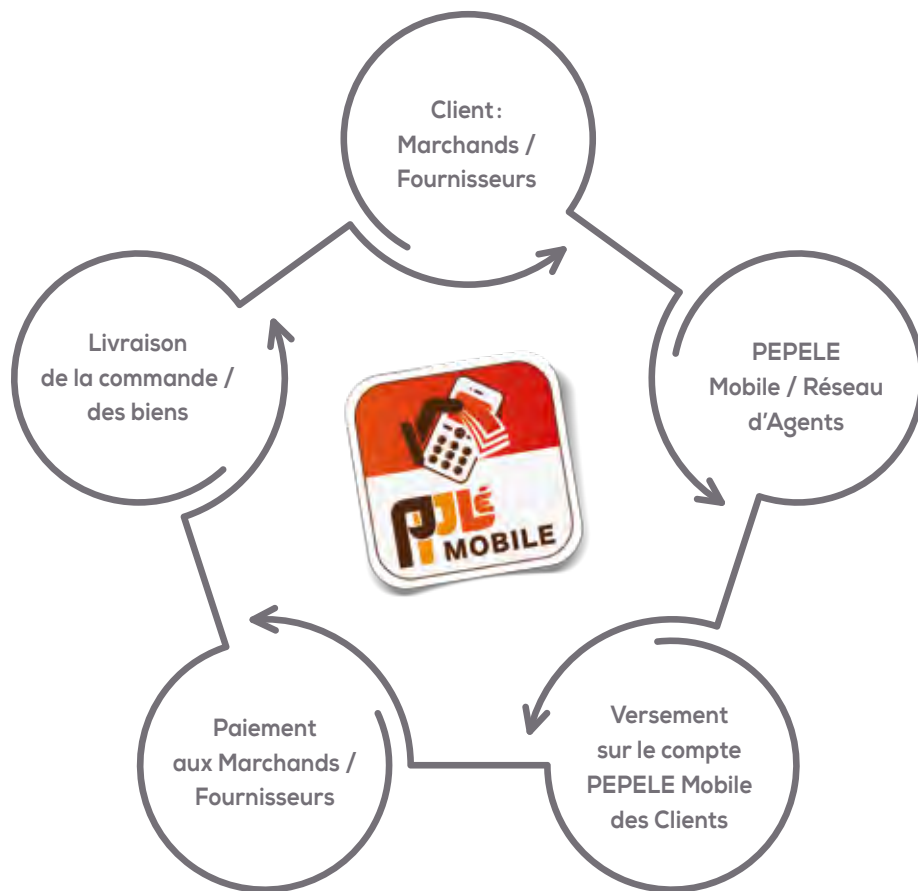 Client :
Marchands /
Fournisseurs
PEPELE
Mobile / Réseau
d’Agents
Versement
sur le compte
PEPELE Mobile
des Clients
Paiement
aux Marchands /
Fournisseurs
Livraison
de la commande /
des biens
PEPELÉ
MOBILE